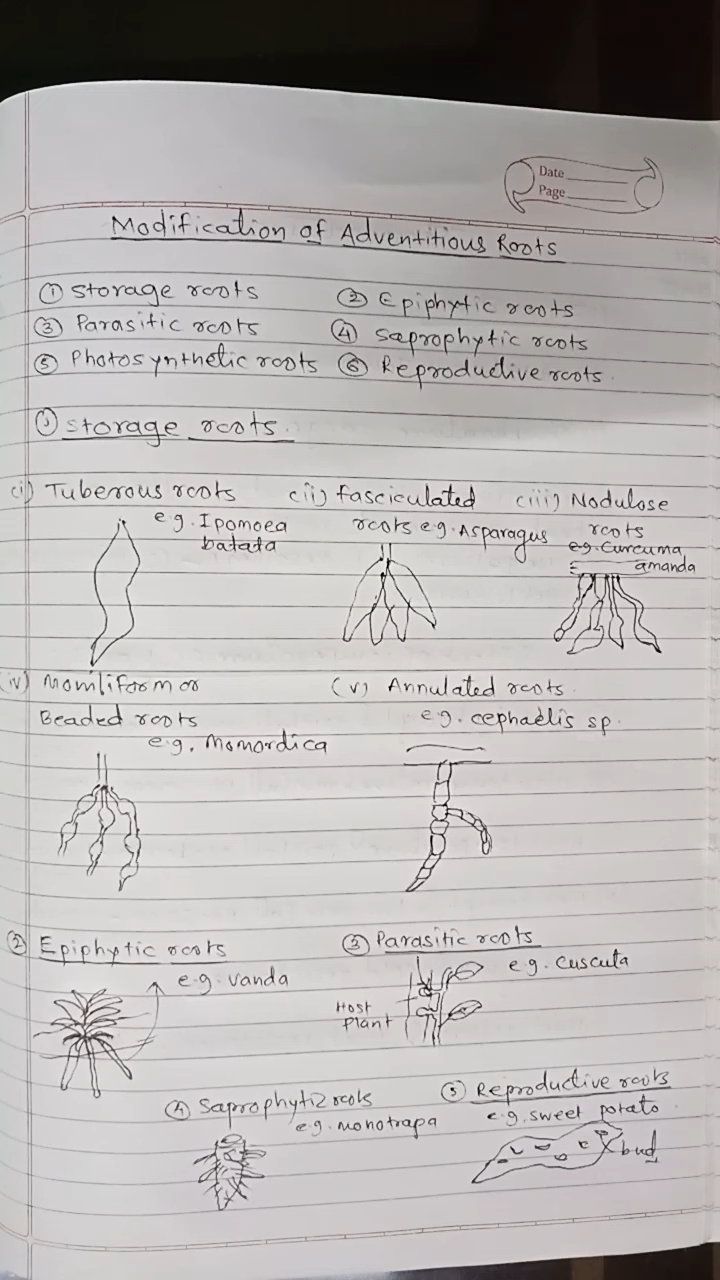 Date
Page
Modification of Adventitious Roots
① Storage roots ② Epiphytic roots
③ Parasitic roots ④ Saprophytic roots
⑤ Photosynthetic roots ⑥ Reproductive roots.
① Storage roots.
(i) Tuberous roots (ii) fasciculated (iii) Nodulose
e.g. Ipomoea roots e.g. Asparagus roots
batata e.g. Curcuma
amanda
(iv) Moniliform or (v) Annulated roots.
Beaded roots e.g. cephaelis sp.
e.g. Momordica
② Epiphytic roots ③ Parasitic roots
e.g. vanda e.g. cuscuta
Host
Plant
④ Saprophytiz roots ⑤ Reproductive roots
e.g. monotrapa e.g. sweet potato.
bud